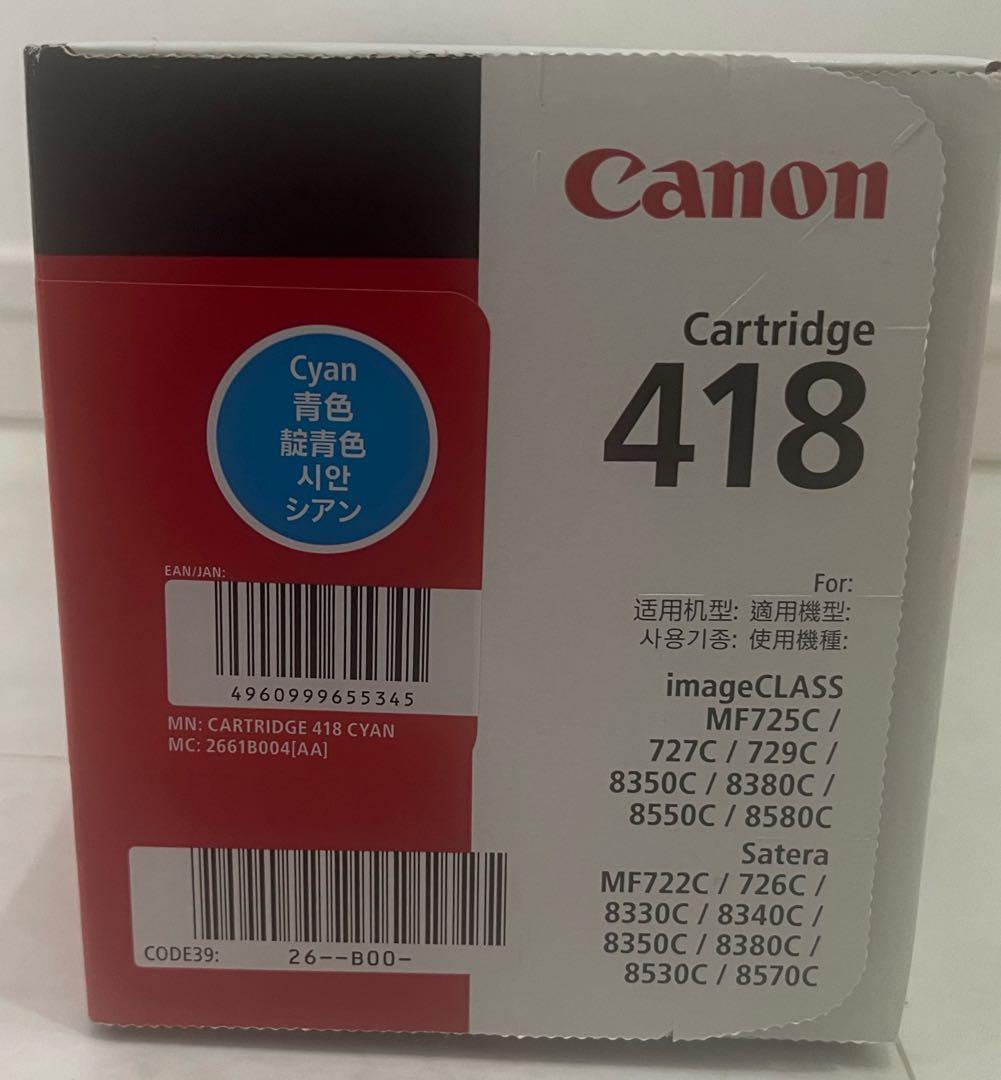 Canon
Cartridge
418
Cyan
青色
靛青色
시안
シアン
EAN/JAN:
4960999655345
MN: CARTRIDGE 418 CYAN
MC: 2661B004[AA]
CODE39:
26--B00-
For:
适用机型: 適用機型:
사용기종: 使用機種:
imageCLASS
MF725C /
727C / 729C /
8350C / 8380C /
8550C / 8580C
Satera
MF722C / 726C /
8330C / 8340C /
8350C / 8380C /
8530C / 8570C